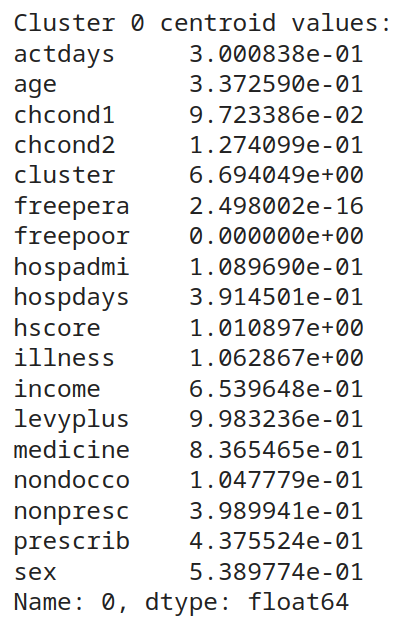 Cluster 0 centroid values:
actdays     3.000838e-01
age         3.372590e-01
chcond1     9.723386e-02
chcond2     1.274099e-01
cluster     6.694049e+00
freepera    2.498002e-16
freepoor    0.000000e+00
hospadmi    1.089690e-01
hospdays    3.914501e-01
hscore      1.010897e+00
illness     1.062867e+00
income      6.539648e-01
levyplus    9.983236e-01
medicine    8.365465e-01
nondocco    1.047779e-01
nonpresc    3.989941e-01
prescrib    4.375524e-01
sex         5.389774e-01
Name: 0, dtype: float64